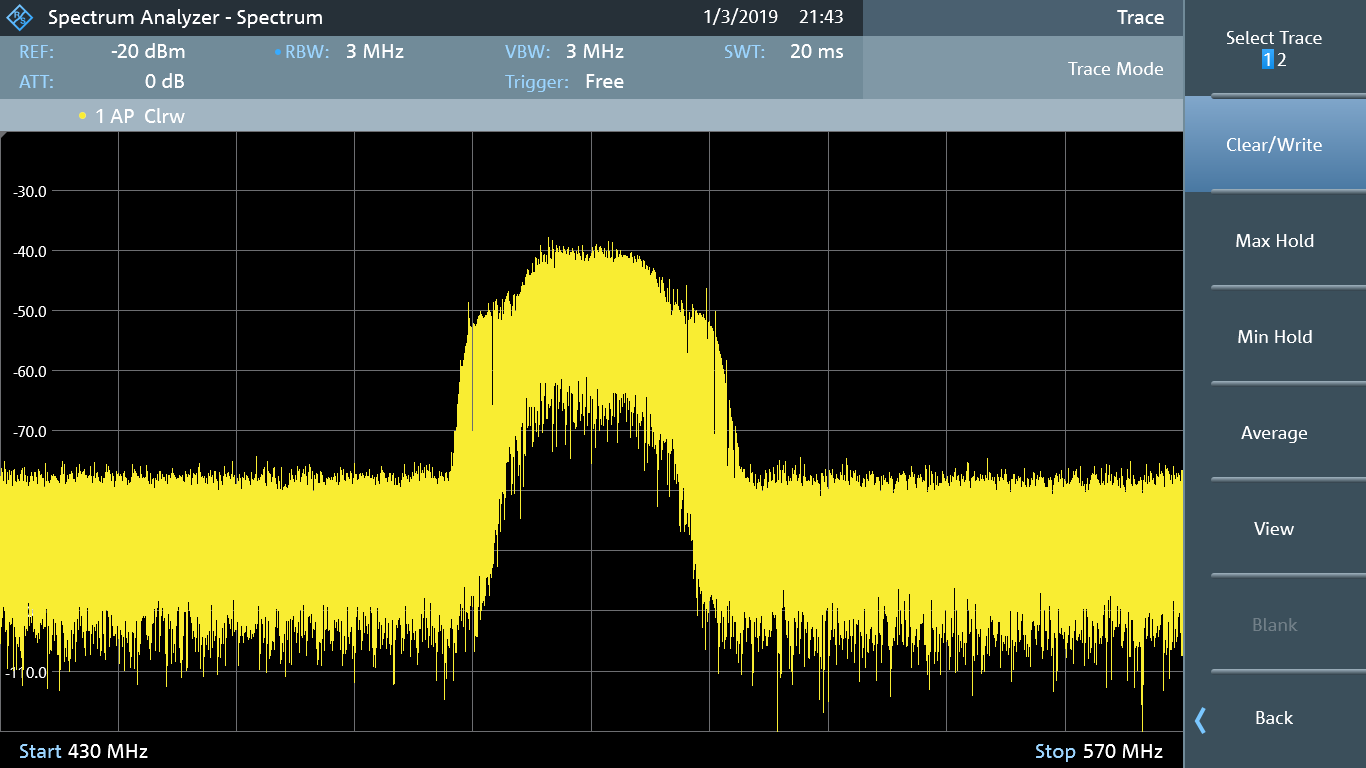 Spectrum Analyzer - Spectrum 1/3/2019 21:43 Trace
REF: -20 dBm RBW: 3 MHz VBW: 3 MHz SWT: 20 ms
ATT: 0 dB Trigger: Free
Trace Mode
1 AP Clrw
-30.0
-40.0
-50.0
-60.0
-70.0
-110.0
Start 430 MHz Stop 570 MHz
Select Trace
1 2
Clear/Write
Max Hold
Min Hold
Average
View
Blank
Back